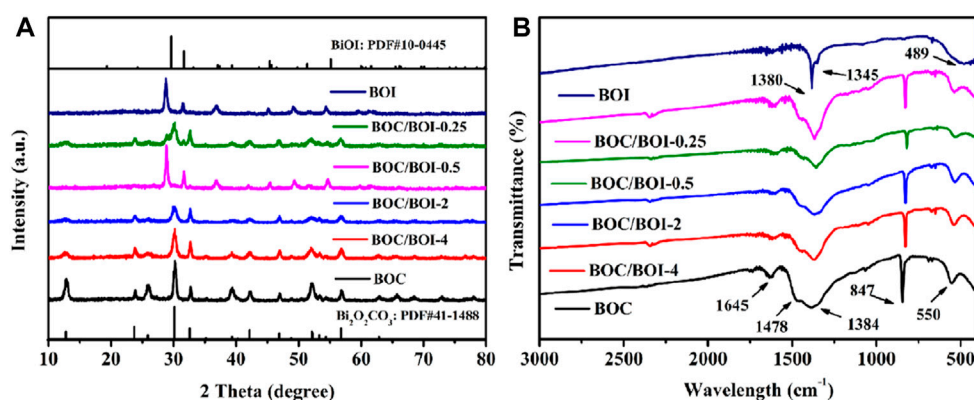 A
BiOI: PDF#10-0445
BOI
BOC/BOI-0.25
BOC/BOI-0.5
BOC/BOI-2
BOC/BOI-4
BOC
Bi₂O₂CO₃: PDF#41-1488
Intensity (a.u.)
10 20 30 40 50 60 70 80
2 Theta (degree)
B
489
1380 1345
BOI
BOC/BOI-0.25
BOC/BOI-0.5
BOC/BOI-2
BOC/BOI-4
BOC
1645
1478
1384
847
550
Transmittance (%)
3000 2500 2000 1500 1000 500
Wavelength (cm⁻¹)